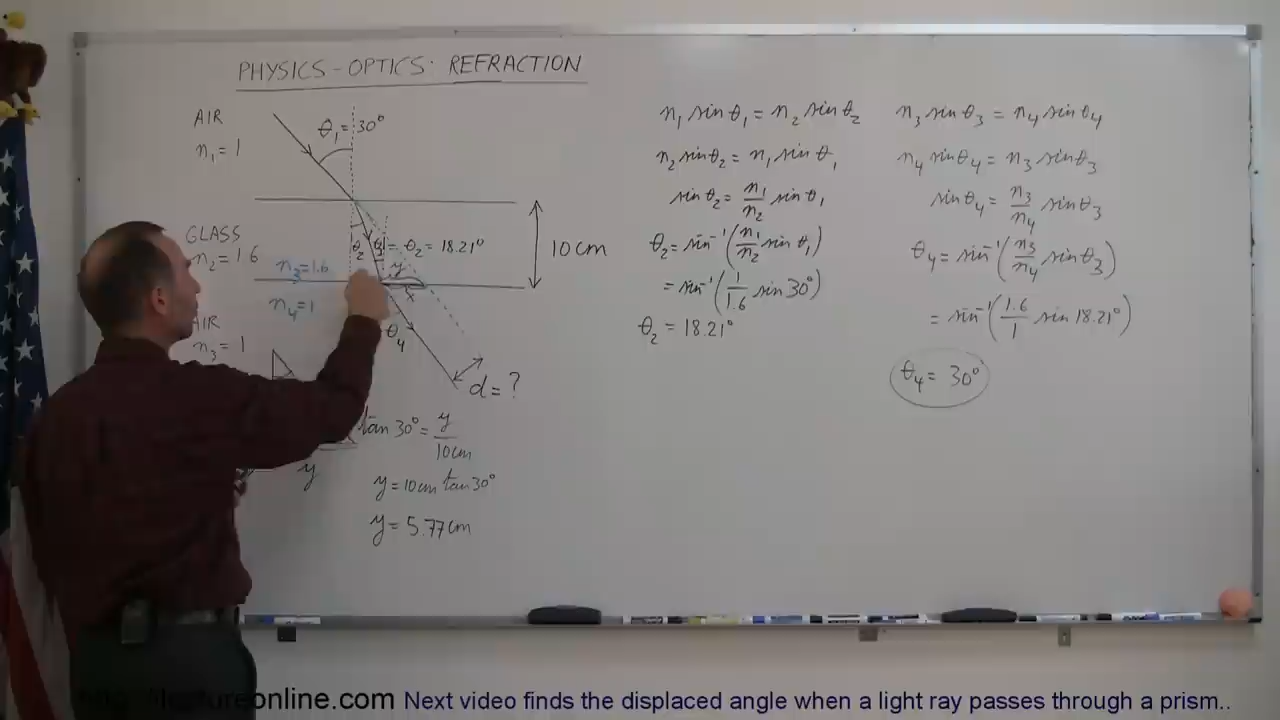 PHYSICS-OPTICS: REFRACTION
AIR
n₁ = 1
θ₁ = 30°
GLASS
n₂ = 1.6
n₃ = 1.6
θ₂
θ₃ = θ₂ = 18.21°
y
x
10 cm
n₄ = 1
AIR
n₃ = 1
θ₄
d = ?
y
tan 30° = y/10cm
y = 10cm tan 30°
y = 5.77cm
n₁ sin θ₁ = n₂ sin θ₂
n₂ sin θ₂ = n₁ sin θ₁
sin θ₂ = n₁/n₂ sin θ₁
θ₂ = sin⁻¹(n₁/n₂ sin θ₁)
= sin⁻¹(1/1.6 sin 30°)
θ₂ = 18.21°
n₃ sin θ₃ = n₄ sin θ₄
n₄ sin θ₄ = n₃ sin θ₃
sin θ₄ = n₃/n₄ sin θ₃
θ₄ = sin⁻¹(n₃/n₄ sin θ₃)
= sin⁻¹(1.6/1 sin 18.21°)
θ₄ = 30°
Next video finds the displaced angle when a light ray passes through a prism..